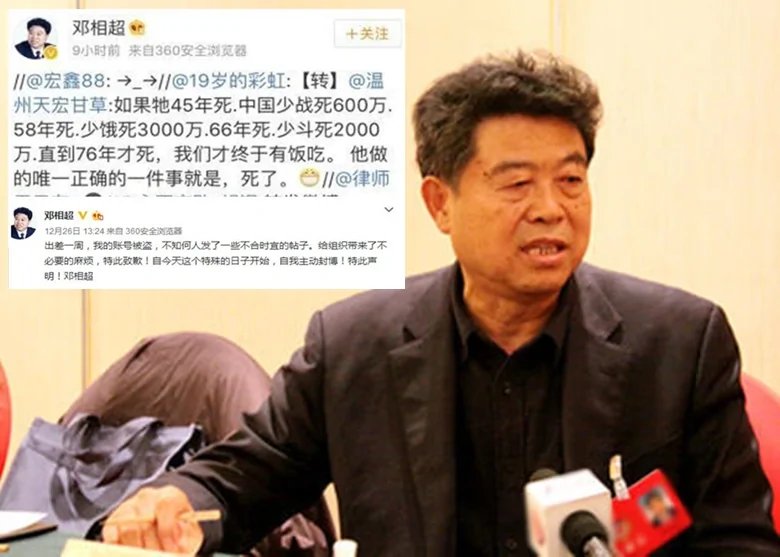 邓相超
9小时前 来自360安全浏览器
+关注
//@宏鑫88: →_→//@19岁的彩虹:【转】@温
州天宏甘草:如果牠45年死.中国少战死600万.
58年死.少饿死3000万.66年死.少斗死2000
万.直到76年才死，我们才终于有饭吃。 他做
的唯一正确的一件事就是，死了。😁//@律师
邓相超
12月26日 13:24 来自 360安全浏览器
出差一周，我的账号被盗，不知何人发了一些不合时宜的帖子。给组织带来了不
必要的麻烦，特此致歉！自今天这个特殊的日子开始，自我主动封博！特此声
明！邓相超